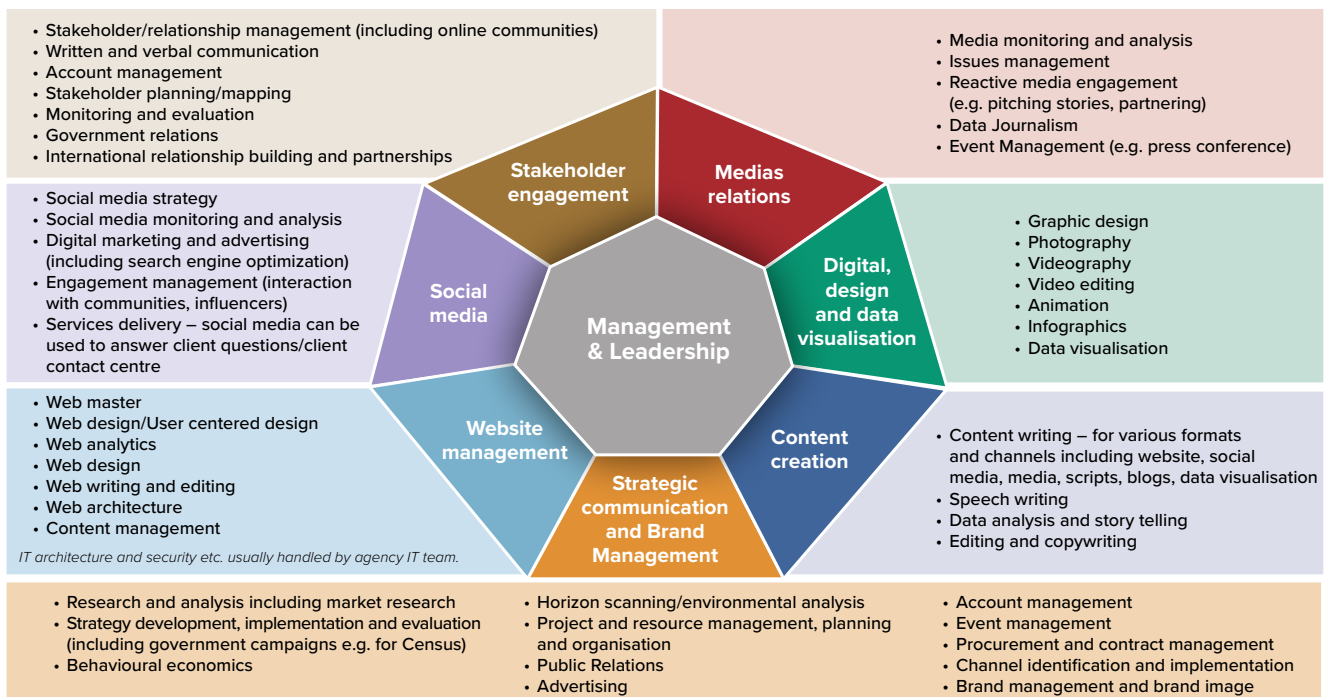 • Stakeholder/relationship management (including online communities)
• Written and verbal communication
• Account management
• Stakeholder planning/mapping
• Monitoring and evaluation
• Government relations
• International relationship building and partnerships
• Media monitoring and analysis
• Issues management
• Reactive media engagement
(e.g. pitching stories, partnering)
• Data Journalism
• Event Management (e.g. press conference)
Stakeholder
engagement
Medias
relations
• Social media strategy
• Social media monitoring and analysis
• Digital marketing and advertising
(including search engine optimization)
• Engagement management (interaction
with communities, influencers)
• Services delivery – social media can be
used to answer client questions/client
contact centre
Social
media
Management
& Leadership
Digital,
design
and data
visualisation
• Graphic design
• Photography
• Videography
• Video editing
• Animation
• Infographics
• Data visualisation
• Web master
• Web design/User centered design
• Web analytics
• Web design
• Web writing and editing
• Web architecture
• Content management
IT architecture and security etc. usually handled by agency IT team.
Website
management
Strategic
communication
and Brand
Management
Content
creation
• Content writing – for various formats
and channels including website, social
media, media, scripts, blogs, data visualisation
• Speech writing
• Data analysis and story telling
• Editing and copywriting
• Research and analysis including market research
• Strategy development, implementation and evaluation
(including government campaigns e.g. for Census)
• Behavioural economics
• Horizon scanning/environmental analysis
• Project and resource management, planning
and organisation
• Public Relations
• Advertising
• Account management
• Event management
• Procurement and contract management
• Channel identification and implementation
• Brand management and brand image